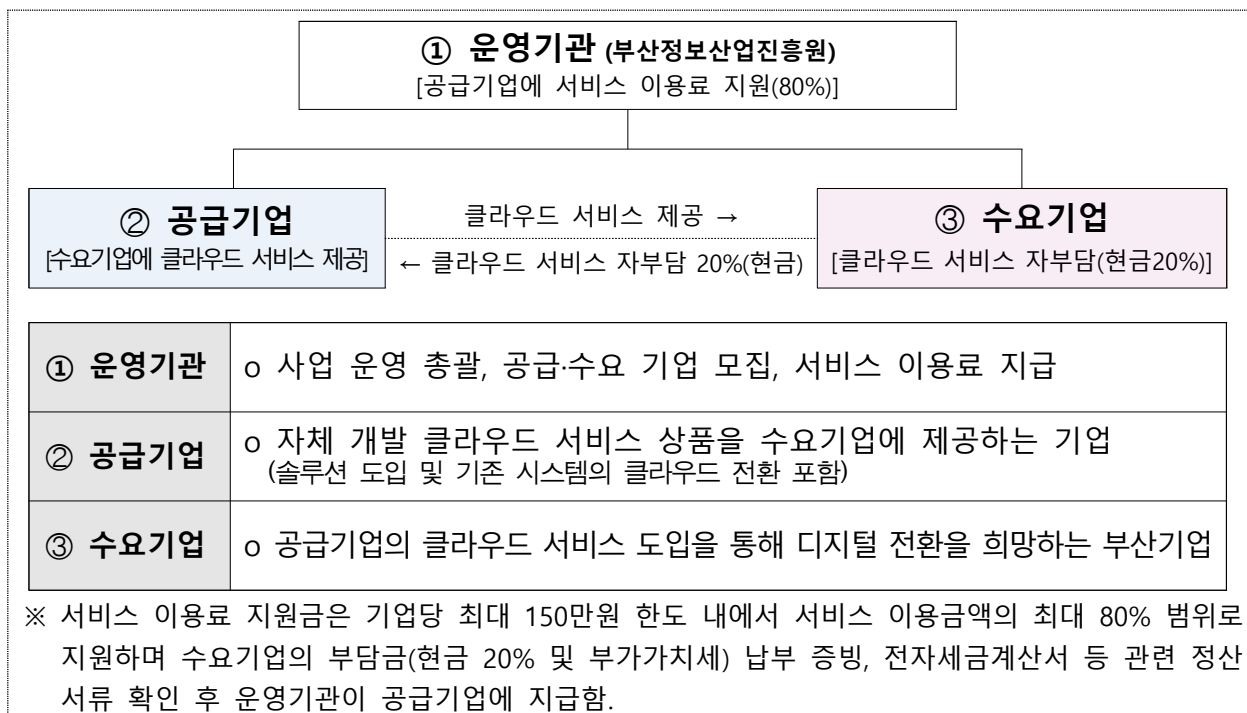 ① 운영기관 (부산정보산업진흥원)
[공급기업에 서비스 이용료 지원(80%)]
② 공급기업
[수요기업에 클라우드 서비스 제공]
클라우드 서비스 제공 →
← 클라우드 서비스 자부담 20%(현금)
③ 수요기업
[클라우드 서비스 자부담(현금20%)]
① 운영기관
o 사업 운영 총괄, 공급·수요 기업 모집, 서비스 이용료 지급
② 공급기업
o 자체 개발 클라우드 서비스 상품을 수요기업에 제공하는 기업
(솔루션 도입 및 기존 시스템의 클라우드 전환 포함)
③ 수요기업
o 공급기업의 클라우드 서비스 도입을 통해 디지털 전환을 희망하는 부산기업
※ 서비스 이용료 지원금은 기업당 최대 150만원 한도 내에서 서비스 이용금액의 최대 80% 범위로
지원하며 수요기업의 부담금(현금 20% 및 부가가치세) 납부 증빙, 전자세금계산서 등 관련 정산
서류 확인 후 운영기관이 공급기업에 지급함.